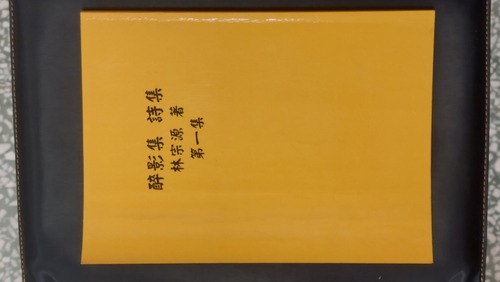 醉影集 詩集
林宗源 著
第一集